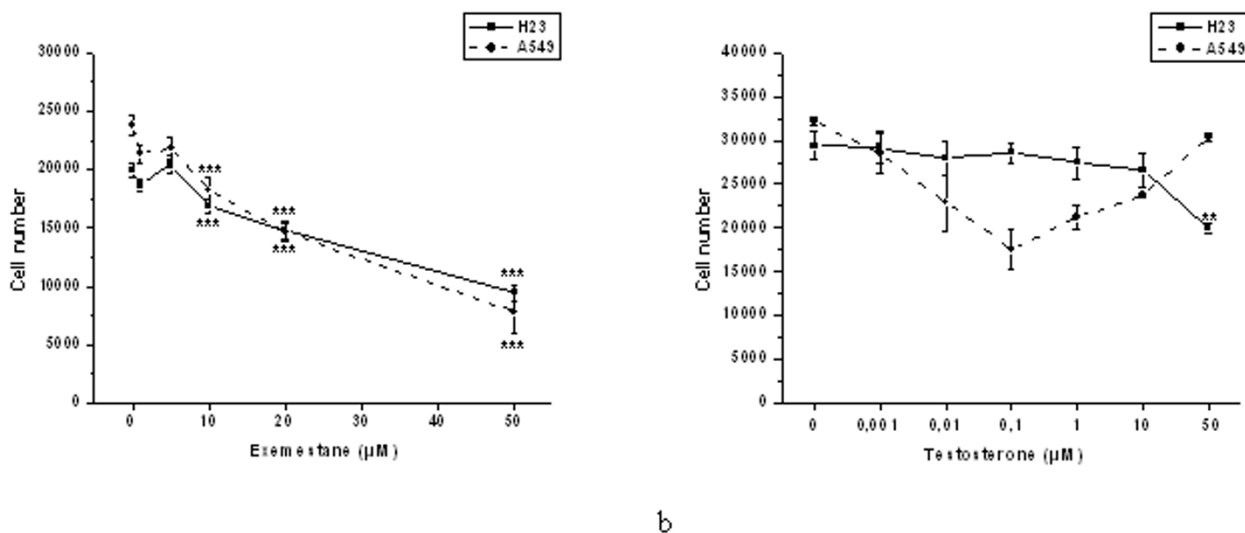 H23
A549
30000
25000
20000
15000
10000
5000
0
Cell number
***
***
***
***
***
***
0 10 20 30 40 50
Exemestane (µM)
H23
A549
40000
35000
30000
25000
20000
15000
10000
5000
0
Cell number
**
0 0,001 0,01 0,1 1 10 50
Testosterone (µM)
b